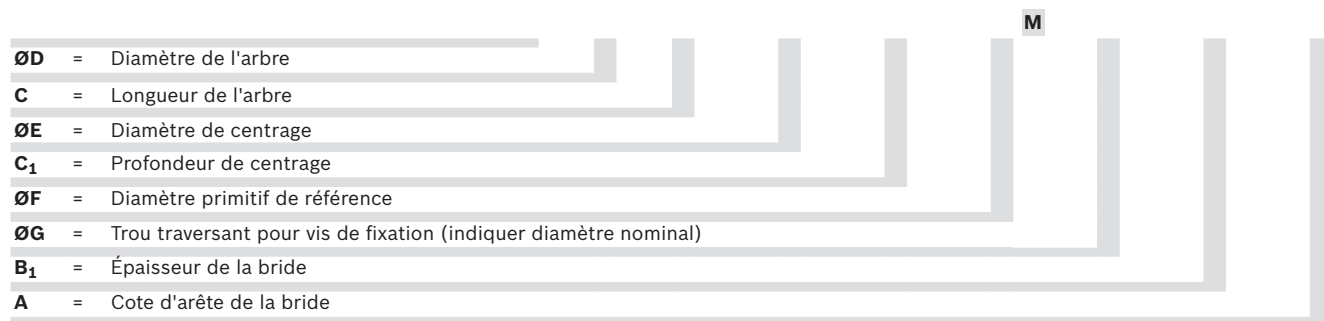 M
ØD = Diamètre de l'arbre
C = Longueur de l'arbre
ØE = Diamètre de centrage
C₁ = Profondeur de centrage
ØF = Diamètre primitif de référence
ØG = Trou traversant pour vis de fixation (indiquer diamètre nominal)
B₁ = Épaisseur de la bride
A = Cote d'arête de la bride